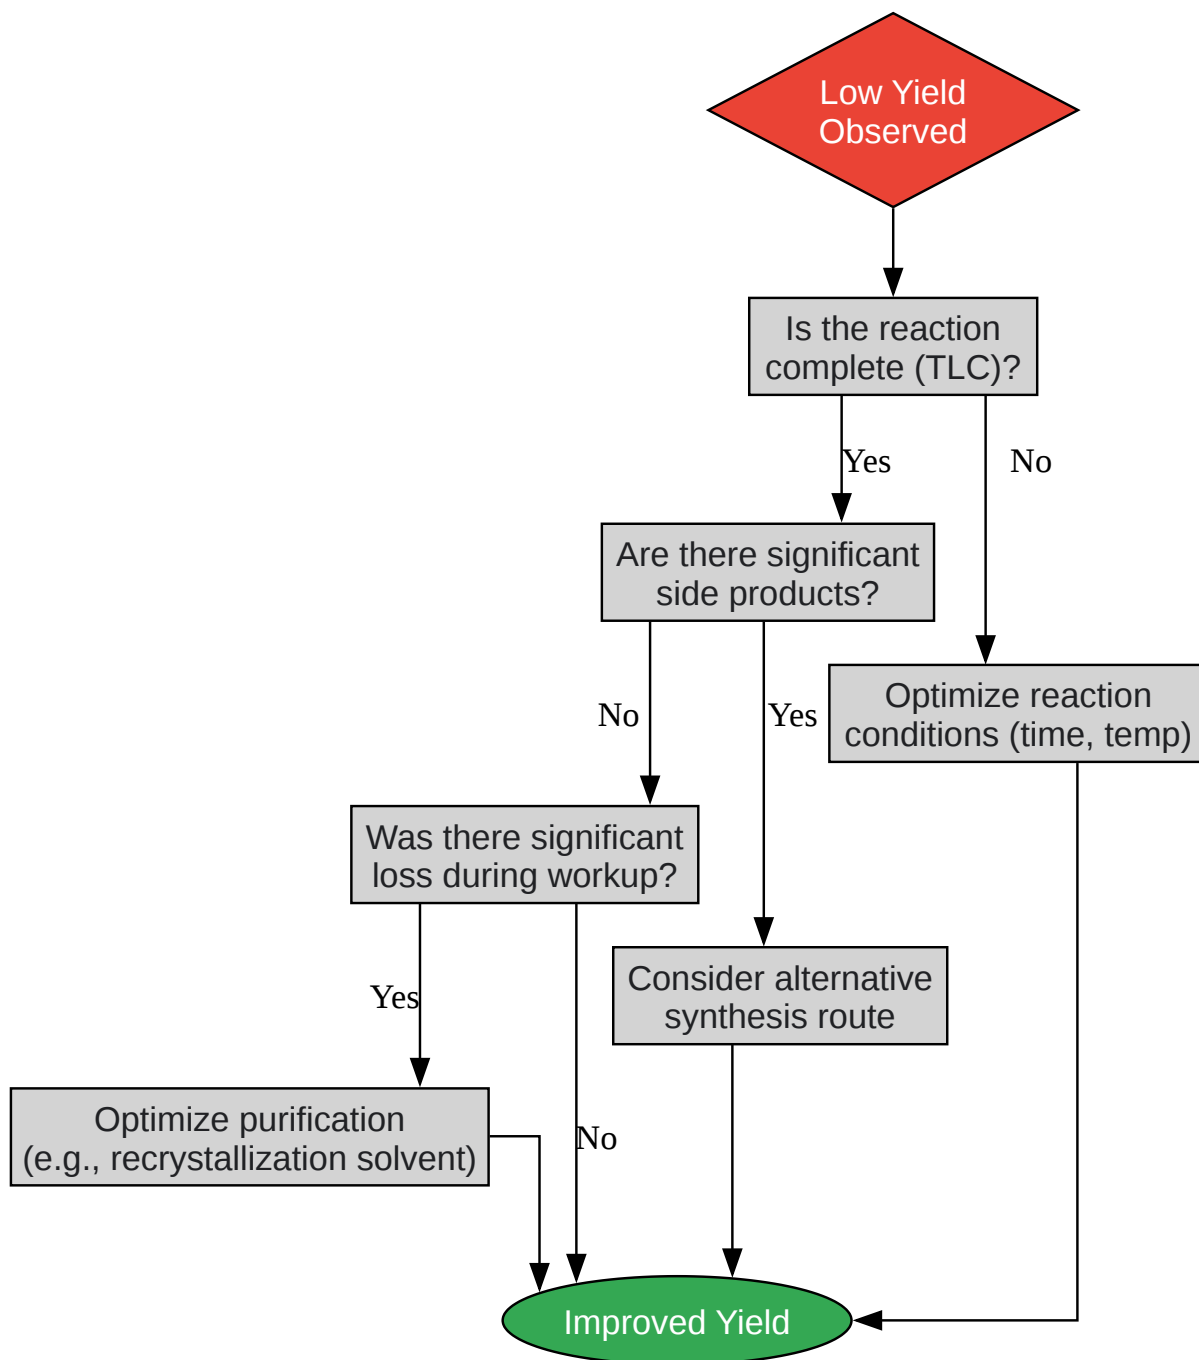 Low Yield
Observed
Is the reaction
complete (TLC)?
Yes
No
Are there significant
side products?
Optimize reaction
conditions (time, temp)
No
Yes
Was there significant
loss during workup?
Consider alternative
synthesis route
Yes
Optimize purification
(e.g., recrystallization solvent)
No
Improved Yield